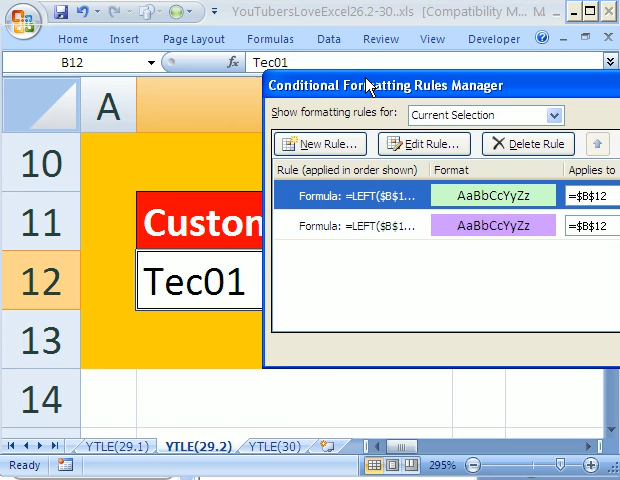 YouTubersLoveExcel26.2-30..xls [Compatibility M... M
Home Insert Page Layout Formulas Data Review View Developer
B12 fx Tec01
Conditional Formatting Rules Manager
Show formatting rules for: Current Selection
New Rule... Edit Rule... Delete Rule
Rule (applied in order shown) Format Applies to
Formula: =LEFT($B$1... AaBbCcYyZz =$B$12
Formula: =LEFT($B$1... AaBbCcYyZz =$B$12
A
10
11 Custom
12 Tec01
13
14
YTLE(29.1) YTLE(29.2) YTLE(30)
Ready 295%